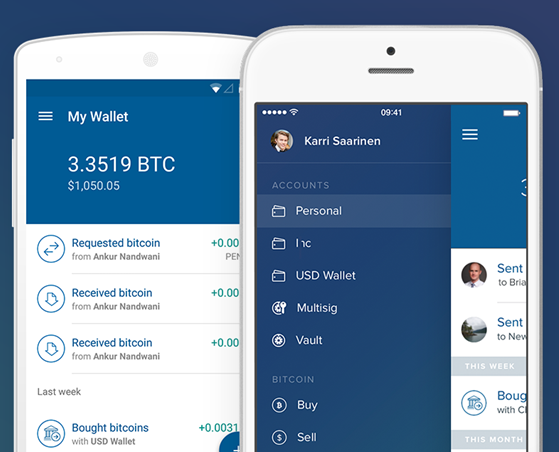 My Wallet
3.3519 BTC
$1,050.05
Requested bitcoin
+0.00
from Ankur Nandwani
PEN
Received bitcoin
+0.00
from Ankur Nandwani
Received bitcoin
+0.00
from Ankur Nandwani
Last week
Bought bitcoins
+0.0031
with USD Wallet
09:41
Karri Saarinen
ACCOUNTS
Personal
Inc
USD Wallet
Multisig
Vault
BITCOIN
Buy
Sell
Sent
to Bria
Sent
to New
THIS WEEK
Boug
with C
THIS MONTH